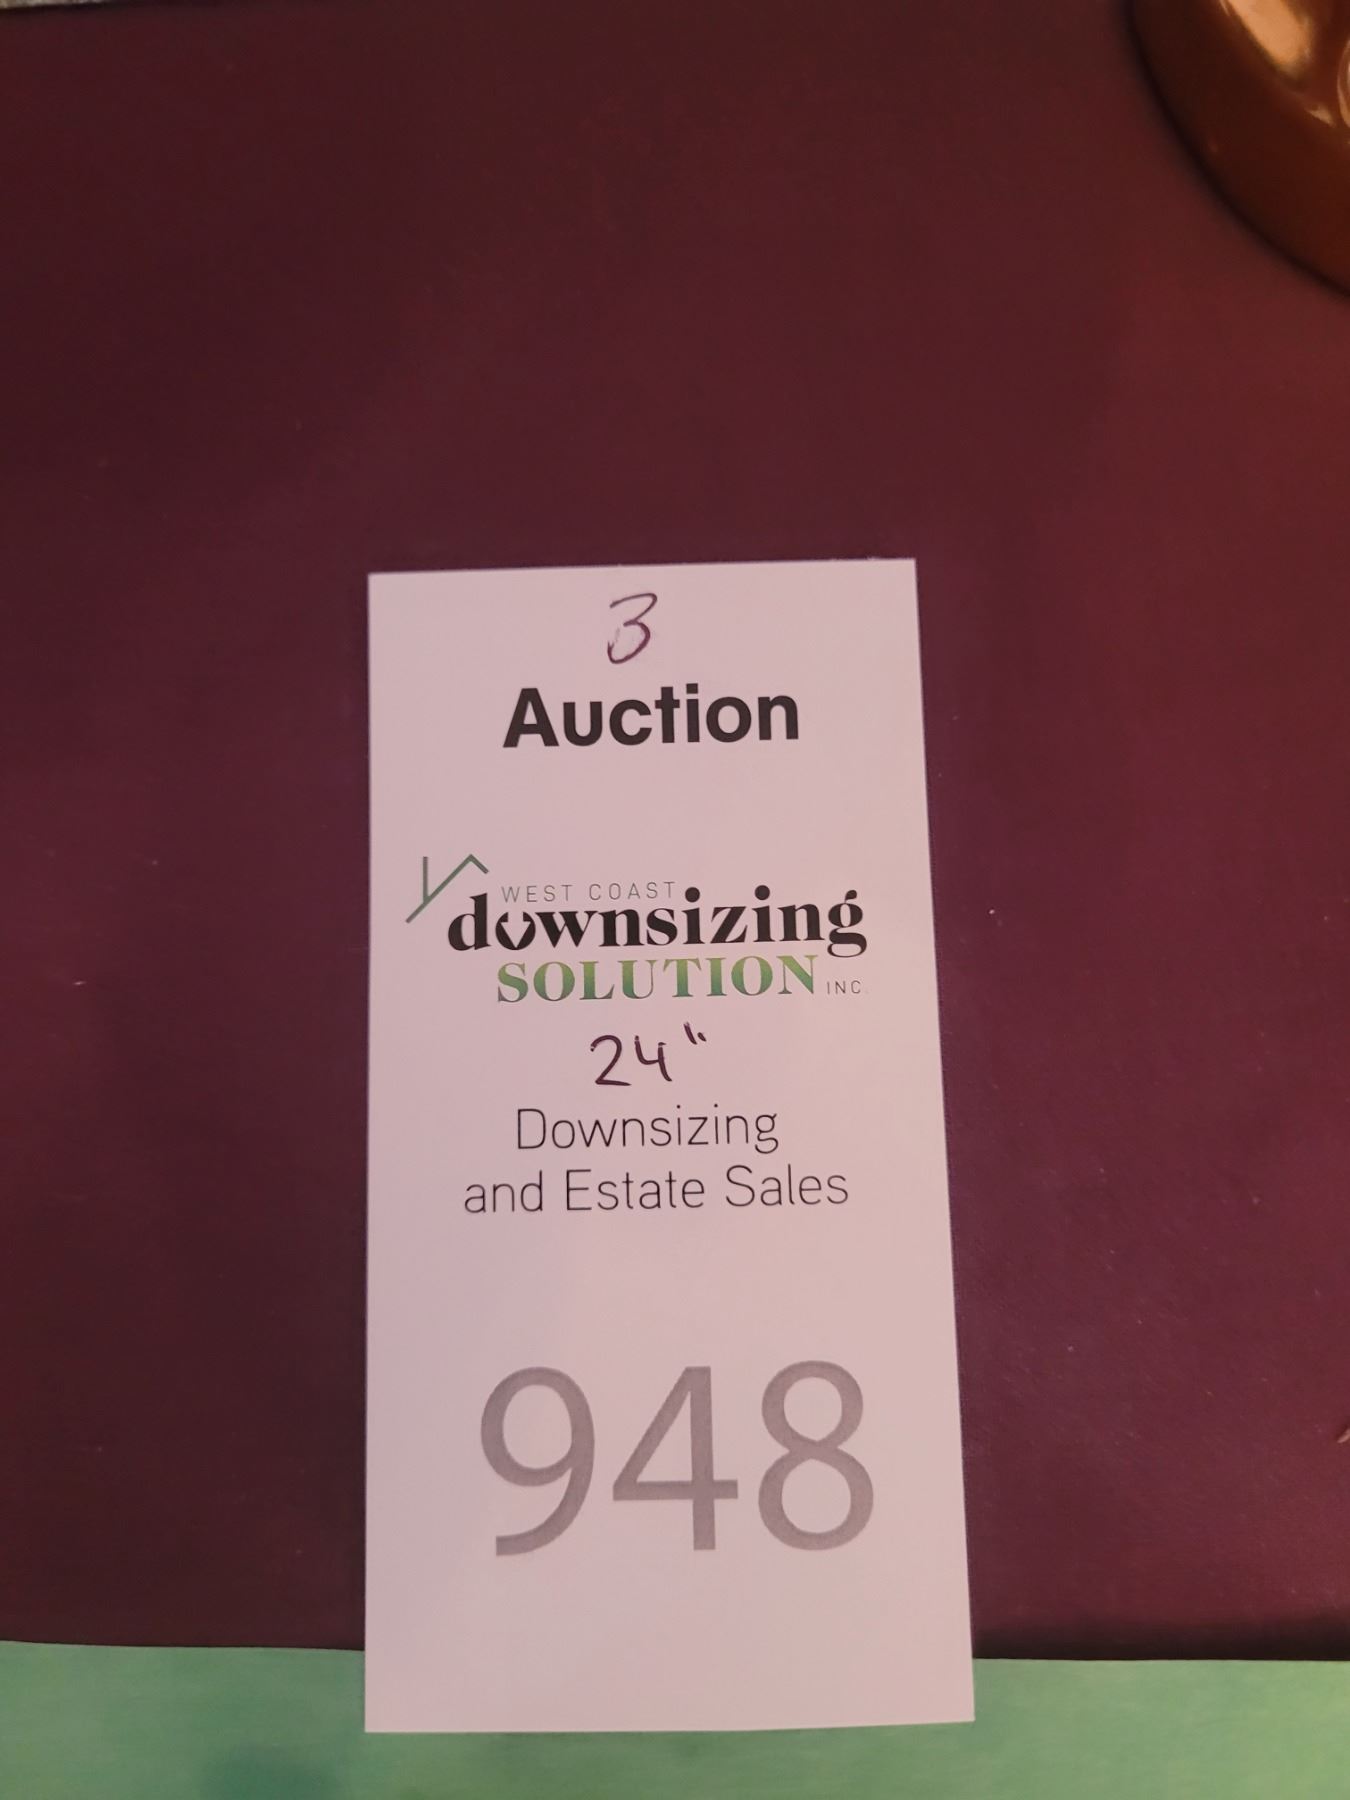 3
Auction
WEST COAST
downsizing
SOLUTION INC.
24"
Downsizing
and Estate Sales
948